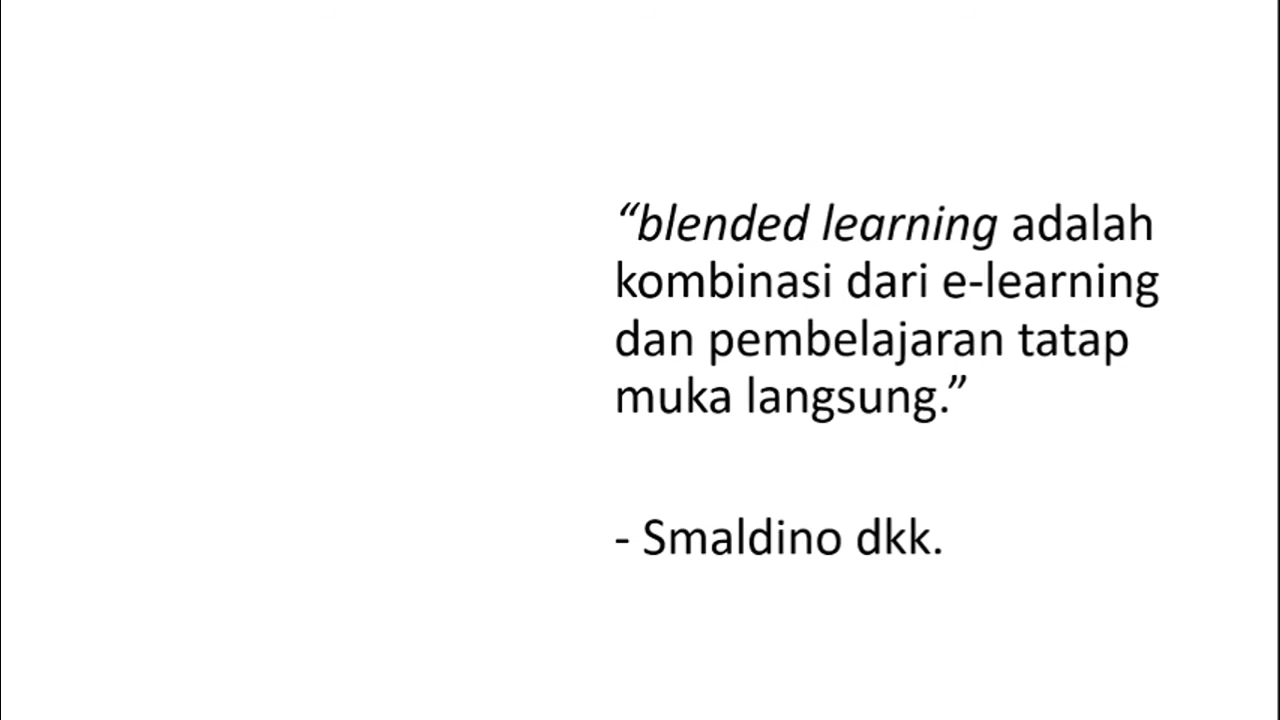 “blended learning adalah
kombinasi dari e-learning
dan pembelajaran tatap
muka langsung.”
- Smaldino dkk.